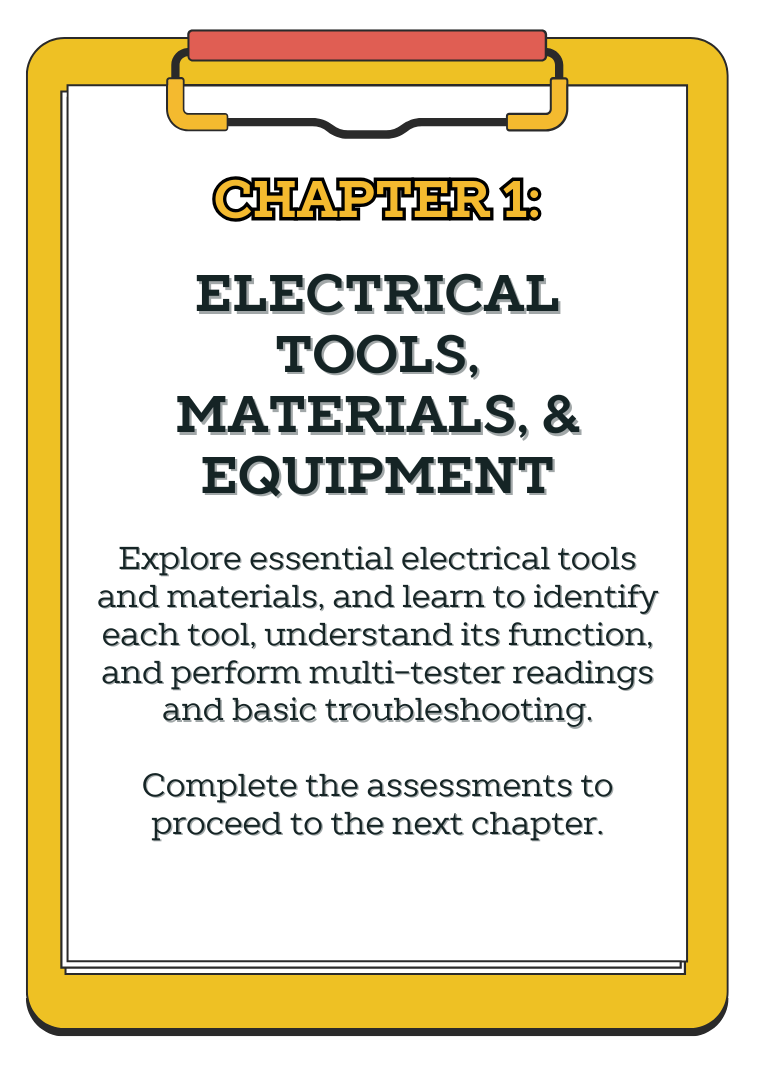 CHAPTER 1:
ELECTRICAL
TOOLS,
MATERIALS, &
EQUIPMENT
Explore essential electrical tools
and materials, and learn to identify
each tool, understand its function,
and perform multi-tester readings
and basic troubleshooting.
Complete the assessments to
proceed to the next chapter.